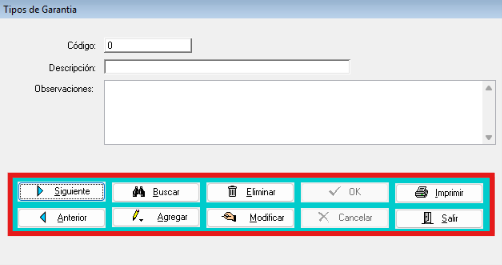 Tipos de Garantia
Código: 0
Descripción:
Observaciones:
Siguiente Buscar Eliminar OK Imprimir
Anterior Agregar Modificar Cancelar Salir